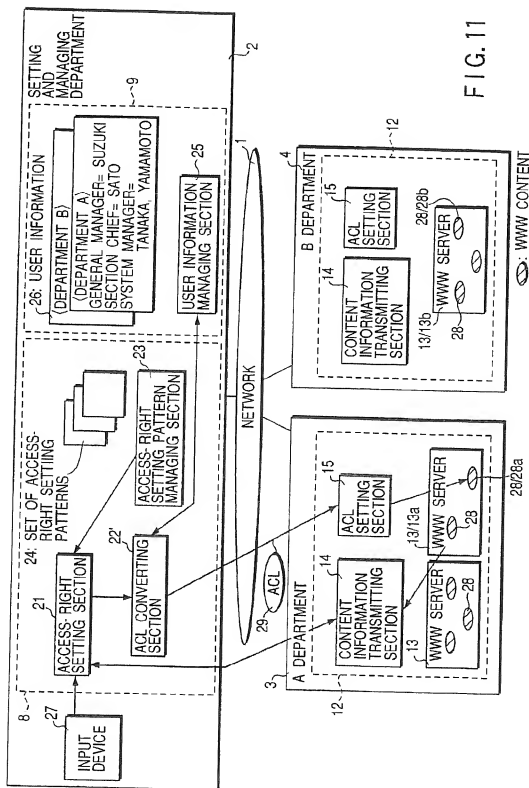 SETTING
AND
MANAGING
DEPARTMENT
2
9
26: USER INFORMATION
〈DEPARTMENT B〉
〈DEPARTMENT A〉
GENERAL MANAGER= SUZUKI
SECTION CHIEF= SATO
SYSTEM MANAGER=
TANAKA, YAMAMOTO
25
USER INFORMATION
MANAGING SECTION
24: SET OF ACCESS-
RIGHT SETTING
PATTERNS
23
ACCESS-RIGHT
SETTING PATTERN
MANAGING SECTION
21
ACCESS-RIGHT
SETTING SECTION
22'
ACL CONVERTING
SECTION
8
27
INPUT
DEVICE
1
NETWORK
29
ACL
3
A DEPARTMENT
12
14
CONTENT
INFORMATION
TRANSMITTING
SECTION
15
ACL
SETTING
SECTION
13
WWW SERVER
28
13/13a
WWW SERVER
28
28/28a
4
B DEPARTMENT
12
14
CONTENT
INFORMATION
TRANSMITTING
SECTION
15
ACL
SETTING
SECTION
13/13b
WWW SERVER
28
28/28b
: WWW CONTENT
FIG. 11